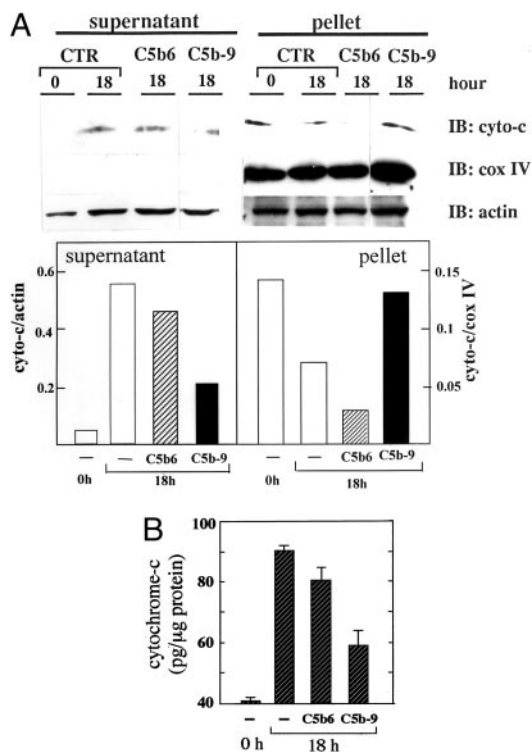 A
supernatant pellet
CTR C5b6 C5b-9 CTR C5b6 C5b-9
0 18 18 18 0 18 18 18 hour
IB: cyto-c
IB: cox IV
IB: actin
supernatant pellet
cyto-c/actin
0.6
0.4
0.2
cyto-c/cox IV
0.15
0.10
0.05
– – C5b6 C5b-9 – – C5b6 C5b-9
0h 18h 0h 18h
B
cytochrome-c
(pg/μg protein)
100
80
60
40
– – C5b6 C5b-9
0 h 18 h